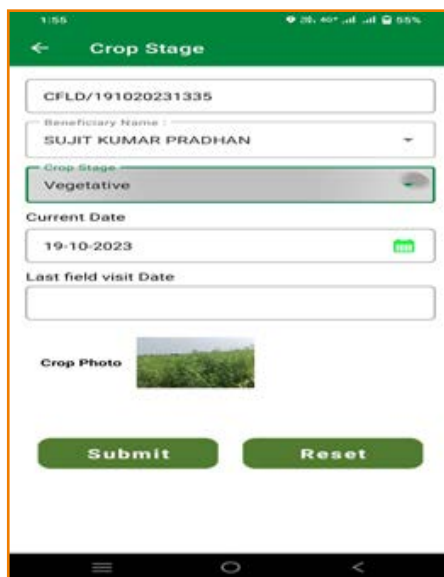 1:55
55%
Crop Stage
CFLD/191020231335
Beneficiary Name :
SUJIT KUMAR PRADHAN
Crop Stage
Vegetative
Current Date
19-10-2023
Last field visit Date
Crop Photo
Submit
Reset